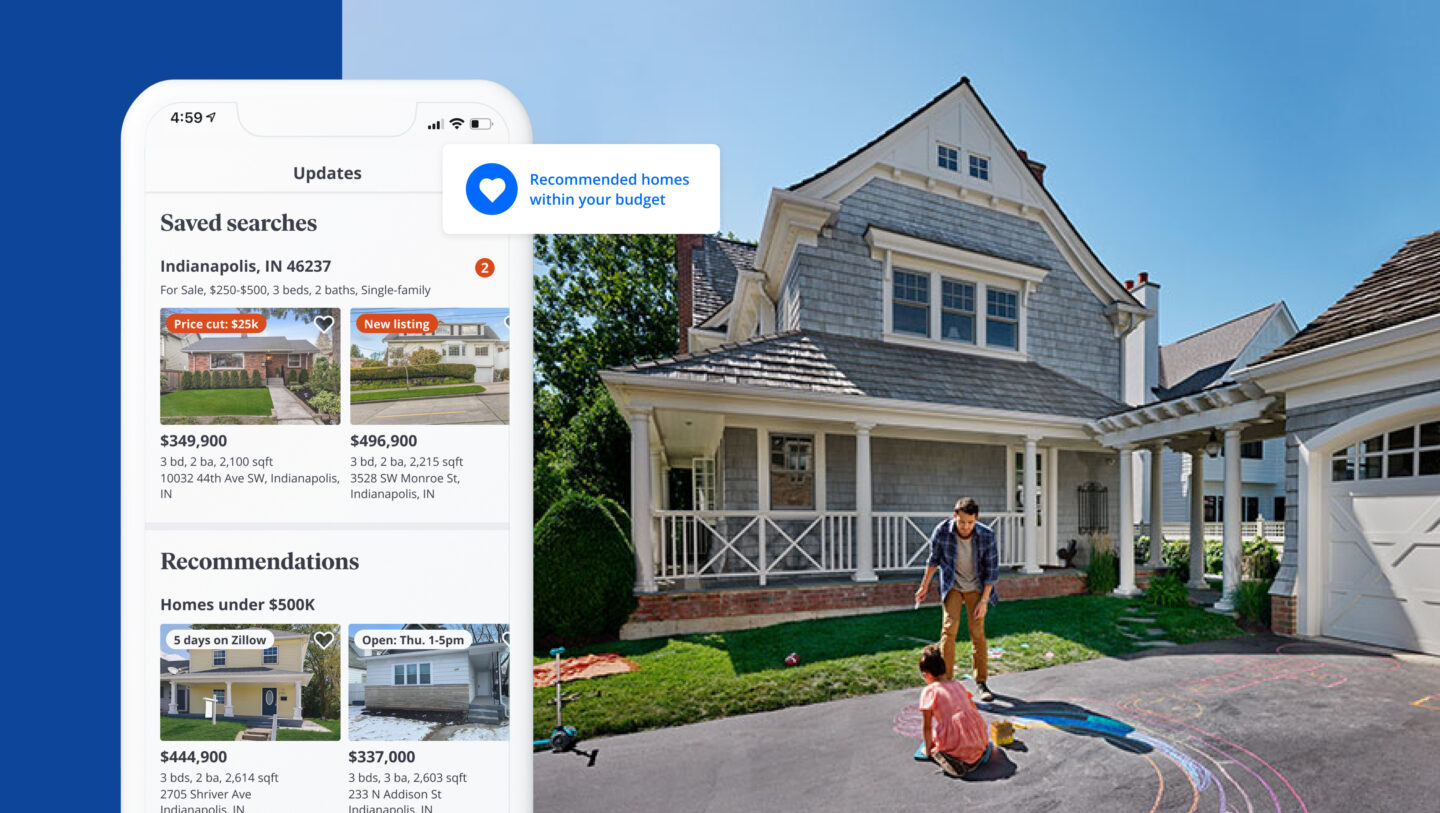 4:59
Updates
Recommended homes
within your budget
Saved searches
Indianapolis, IN 46237
2
For Sale, $250-$500, 3 beds, 2 baths, Single-family
Price cut: $25k
New listing
$349,900
3 bd, 2 ba, 2,100 sqft
10032 44th Ave SW, Indianapolis,
IN
$496,900
3 bd, 2 ba, 2,215 sqft
3528 SW Monroe St,
Indianapolis, IN
Recommendations
Homes under $500K
5 days on Zillow
Open: Thu. 1-5pm
$444,900
3 bds, 2 ba, 2,614 sqft
2705 Shriver Ave
Indianapolis, IN
$337,000
3 bds, 3 ba, 2,603 sqft
233 N Addison St
Indianapolis, IN